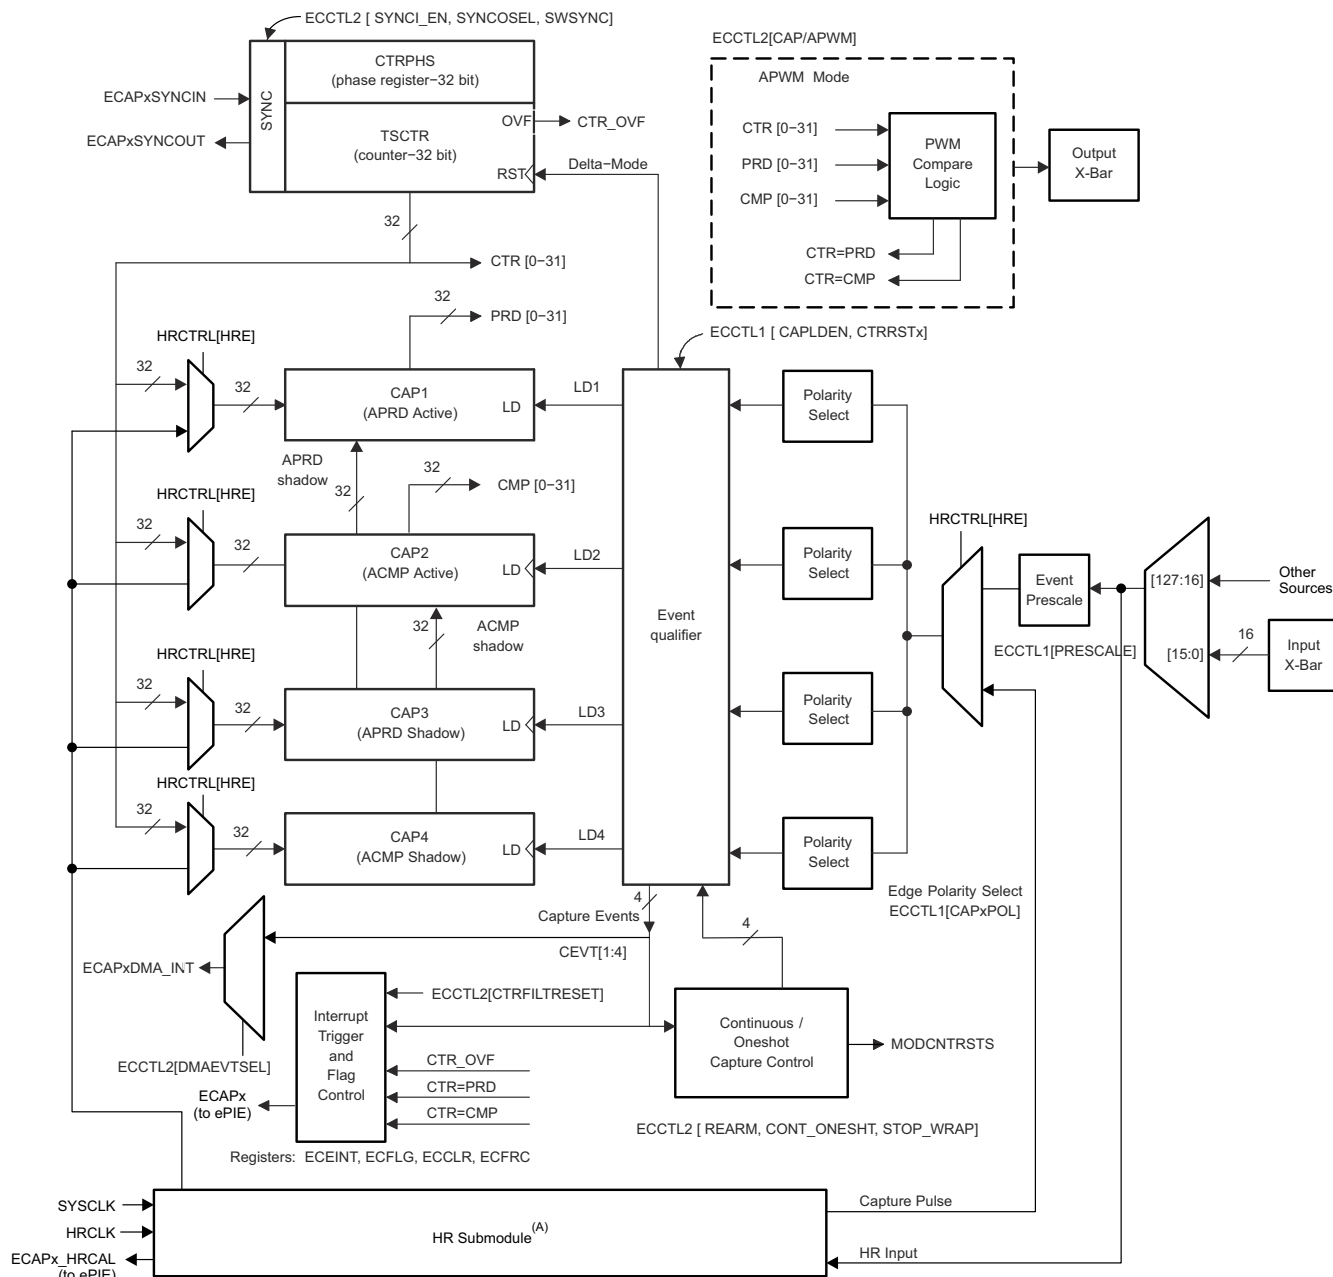 ECCTL2 [ SYNCI_EN, SYNCOSEL, SWSYNC]
SYNC
CTRPHS
(phase register−32 bit)
ECAPxSYNCIN
ECAPxSYNCOUT
TSCTR
(counter−32 bit)
OVF
CTR_OVF
RST
Delta−Mode
32
CTR [0−31]
32
PRD [0−31]
ECCTL2[CAP/APWM]
APWM Mode
CTR [0−31]
PRD [0−31]
CMP [0−31]
PWM
Compare
Logic
CTR=PRD
CTR=CMP
Output
X-Bar
ECCTL1 [ CAPLDEN, CTRRSTx]
HRCTRL[HRE]
32
32
CAP1
(APRD Active)
LD
LD1
Polarity
Select
APRD
shadow
32
32
CMP [0−31]
HRCTRL[HRE]
32
32
CAP2
(ACMP Active)
LD
LD2
Polarity
Select
32
ACMP
shadow
Event
qualifier
HRCTRL[HRE]
Event
Prescale
ECCTL1[PRESCALE]
[127:16]
[15:0]
Other
Sources
16
Input
X-Bar
HRCTRL[HRE]
32
32
CAP3
(APRD Shadow)
LD
LD3
Polarity
Select
HRCTRL[HRE]
32
32
CAP4
(ACMP Shadow)
LD
LD4
Polarity
Select
Edge Polarity Select
ECCTL1[CAPxPOL]
4
Capture Events
CEVT[1:4]
4
ECAPxDMA_INT
ECCTL2[DMAEVTSEL]
Interrupt
Trigger
and
Flag
Control
ECCTL2[CTRFILTRESET]
CTR_OVF
CTR=PRD
CTR=CMP
ECAPx
(to ePIE)
Continuous /
Oneshot
Capture Control
MODCNTRSTS
ECCTL2 [ REARM, CONT_ONESHT, STOP_WRAP]
Registers: ECEINT, ECFLG, ECCLR, ECFRC
SYSCLK
HRCLK
ECAPx_HRCAL
(to ePIE)
HR Submodule(A)
Capture Pulse
HR Input